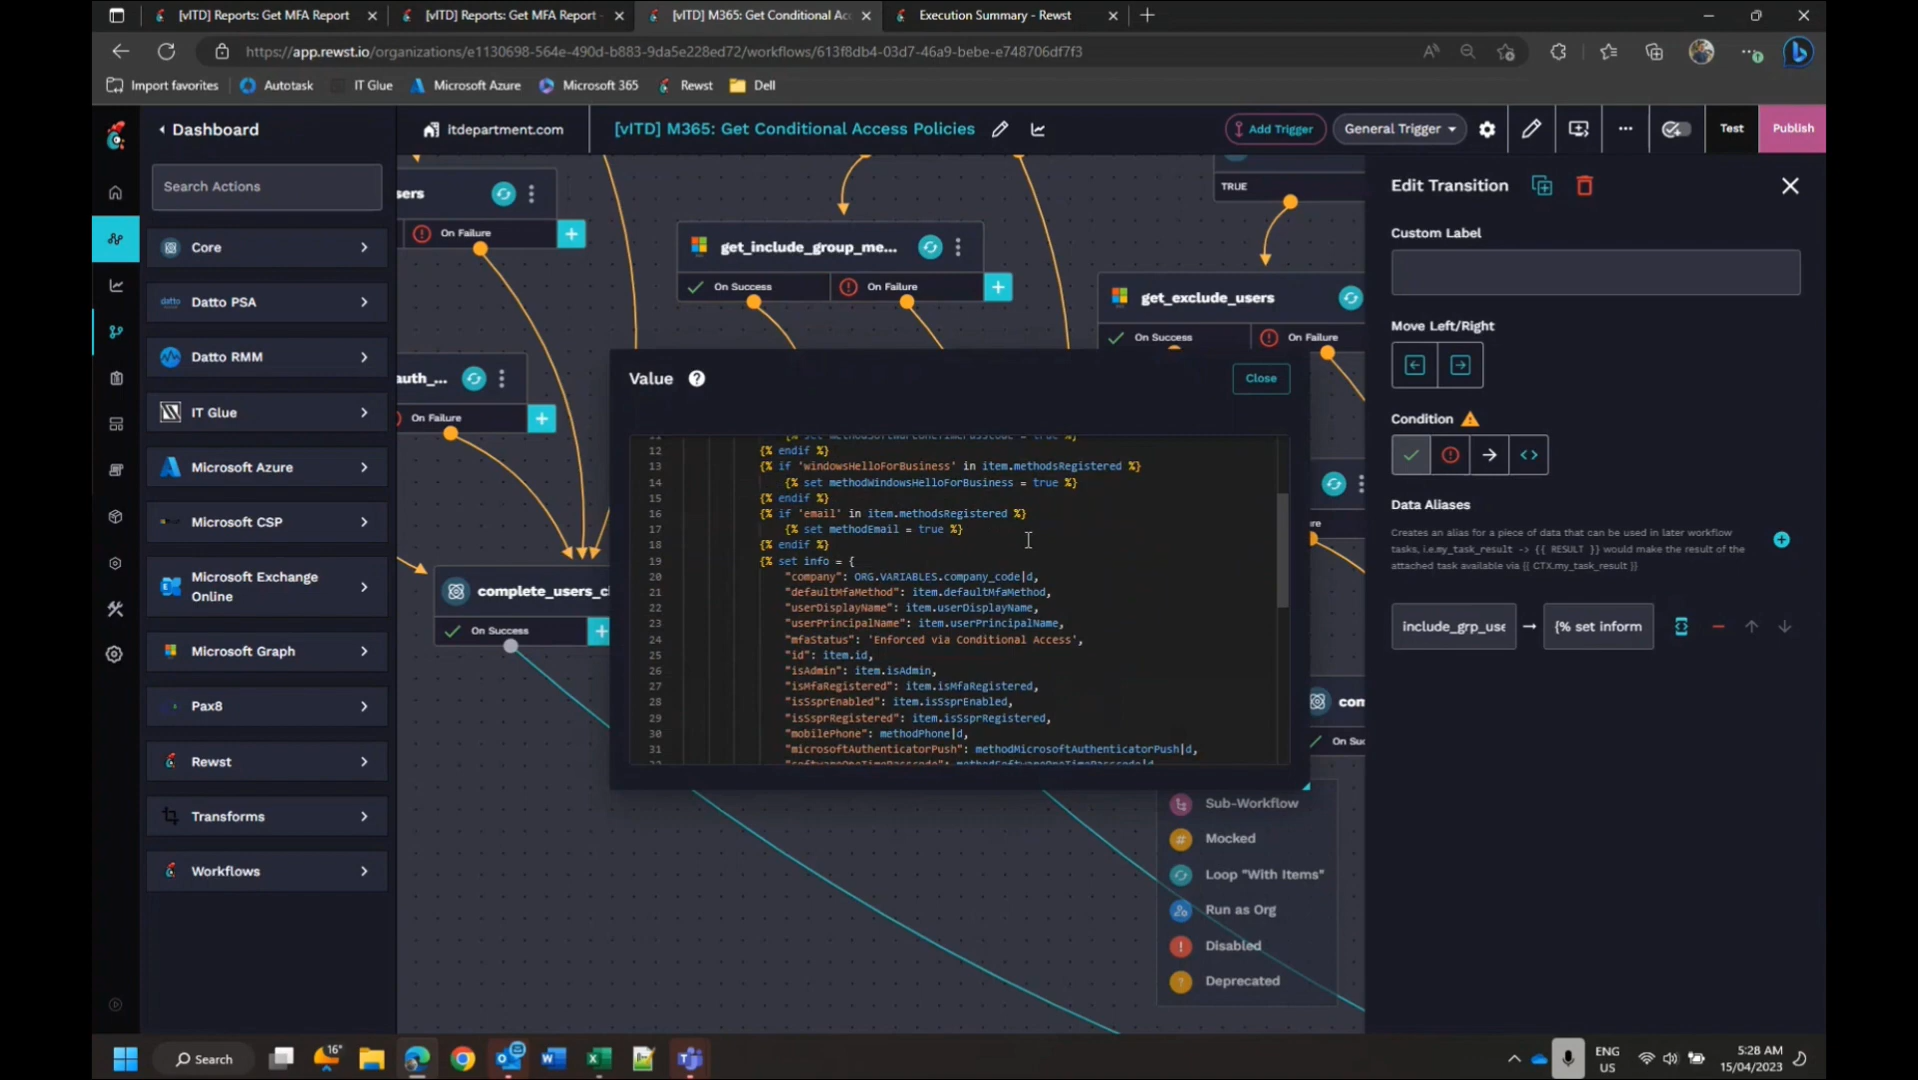 [vITD] Reports: Get MFA Report
[vITD] Reports: Get MFA Report -
[vITD] M365: Get Conditional Ac
Execution Summary - Rewst
https://app.rewst.io/organizations/e1130698-564e-490d-b883-9da5e228ed72/workflows/613f8db4-03d7-46a9-bebe-e748706df7f3
Import favorites
Autotask
IT Glue
Microsoft Azure
Microsoft 365
Rewst
Dell
Dashboard
itdepartment.com
[vITD] M365: Get Conditional Access Policies
Add Trigger
General Trigger
Test
Publish
Search Actions
Core
datto
Datto PSA
Datto RMM
IT Glue
Microsoft Azure
Microsoft CSP
Microsoft Exchange
Online
Microsoft Graph
Pax8
Rewst
Transforms
Workflows
sers
On Failure
auth_...
On Failure
complete_users_cl
On Success
get_include_group_me...
On Success
On Failure
TRUE
get_exclude_users
On Success
On Failure
com
On Suc
Value
Close
12 {% endif %}
13 {% if 'windowsHelloForBusiness' in item.methodsRegistered %}
14 {% set methodWindowsHelloForBusiness = true %}
15 {% endif %}
16 {% if 'email' in item.methodsRegistered %}
17 {% set methodEmail = true %}
18 {% endif %}
19 {% set info = {
20 "company": ORG.VARIABLES.company_code|d,
21 "defaultMfaMethod": item.defaultMfaMethod,
22 "userDisplayName": item.userDisplayName,
23 "userPrincipalName": item.userPrincipalName,
24 "mfaStatus": 'Enforced via Conditional Access',
25 "id": item.id,
26 "isAdmin": item.isAdmin,
27 "isMfaRegistered": item.isMfaRegistered,
28 "isSsprEnabled": item.isSsprEnabled,
29 "isSsprRegistered": item.isSsprRegistered,
30 "mobilePhone": methodPhone|d,
31 "microsoftAuthenticatorPush": methodMicrosoftAuthenticatorPush|d,
Sub-Workflow
Mocked
Loop "With Items"
Run as Org
Disabled
Deprecated
Edit Transition
Custom Label
Move Left/Right
Condition
Data Aliases
Creates an alias for a piece of data that can be used in later workflow
tasks, i.e.my_task_result -> {{ RESULT }} would make the result of the
attached task available via {{ CTX.my_task_result }}
include_grp_use
{% set inform
Search
16°
ENG
US
5:28 AM
15/04/2023